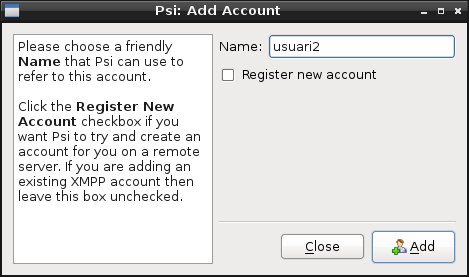 Psi: Add Account
Please choose a friendly
Name that Psi can use to
refer to this account.
Click the Register New
Account checkbox if you
want Psi to try and create an
account for you on a remote
server. If you are adding an
existing XMPP account then
leave this box unchecked.
Name: usuari2
Register new account
Close
Add